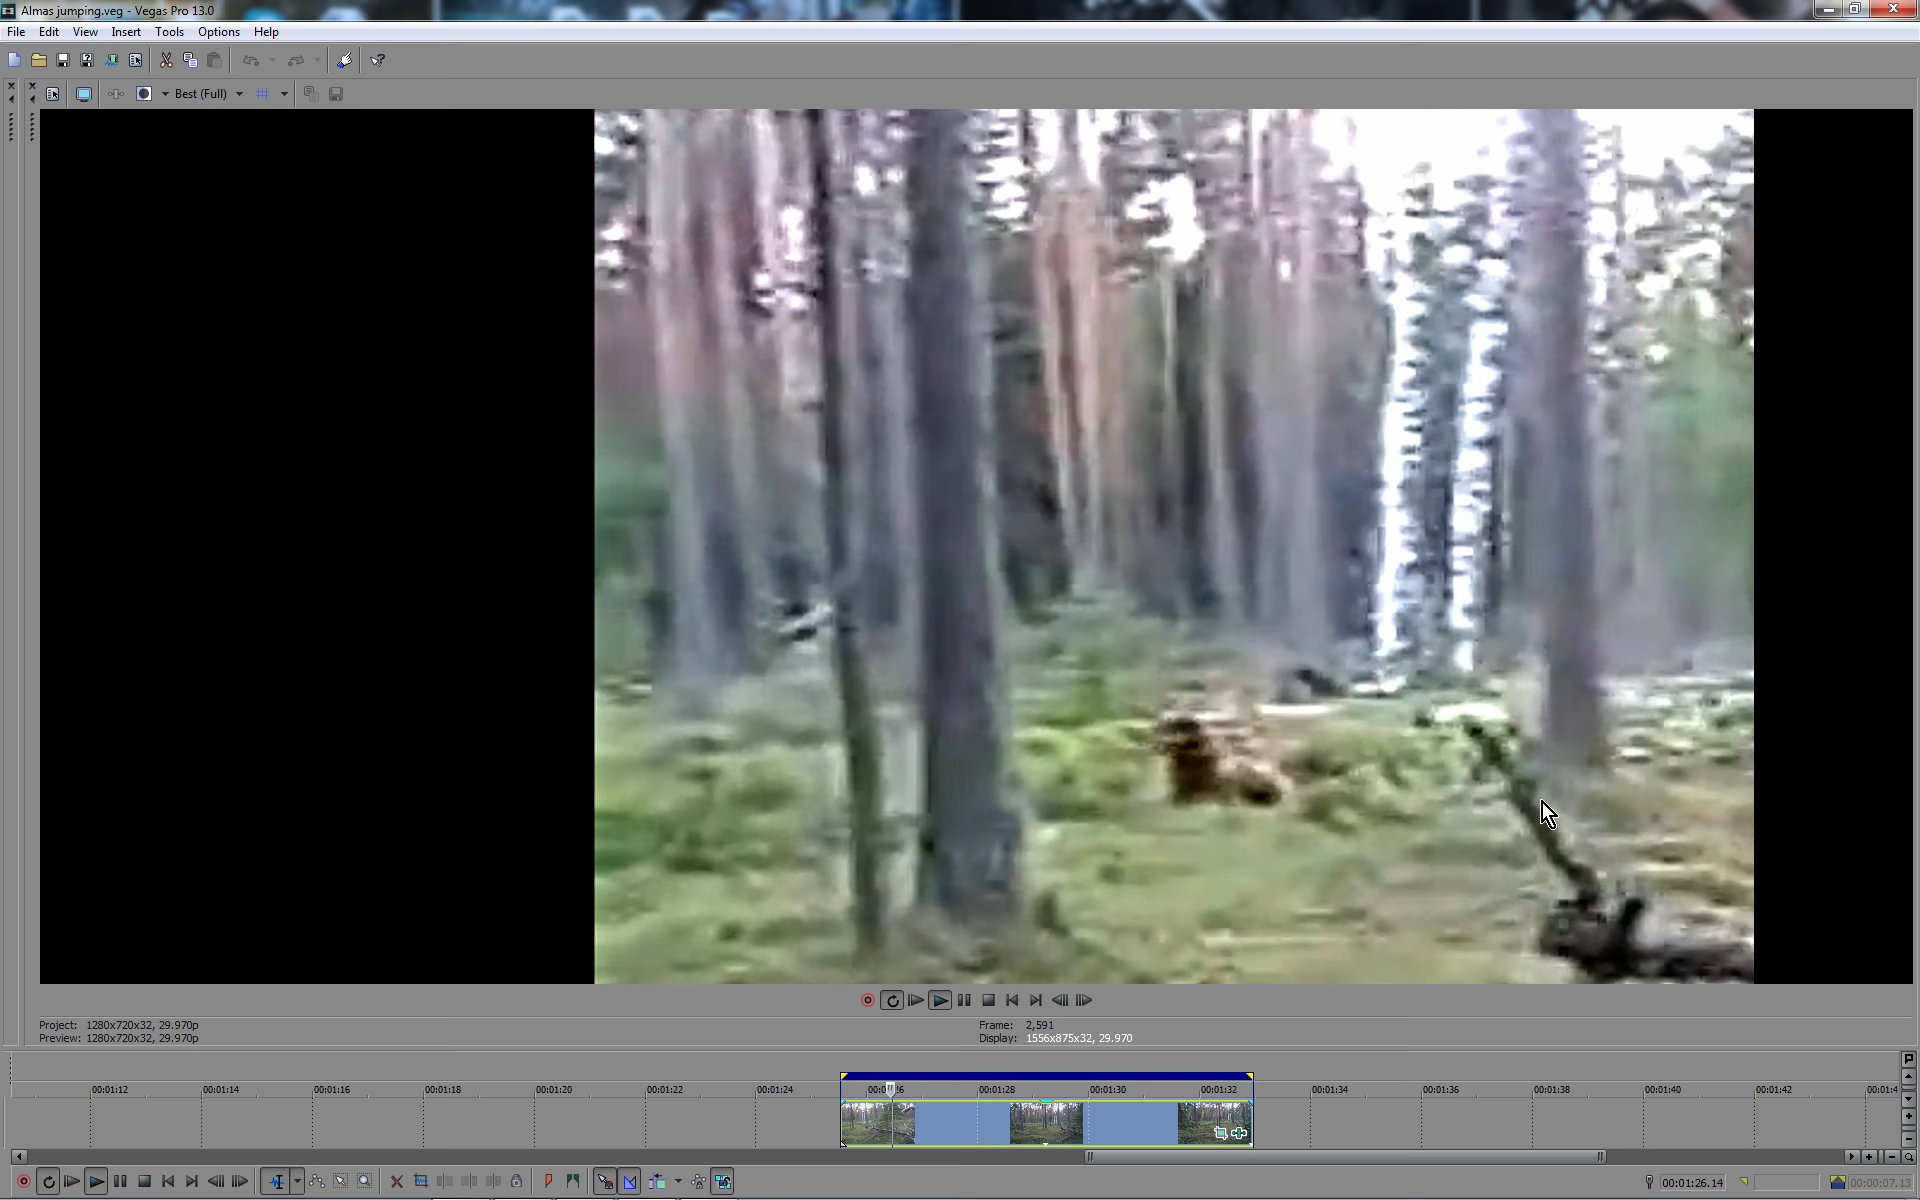 Almas jumping.veg - Vegas Pro 13.0
File Edit View Insert Tools Options Help
Best (Full)
Project: 1280x720x32, 29.970p
Preview: 1280x720x32, 29.970p
Frame: 2,591
Display: 1556x875x32, 29.970
00:01:12 00:01:14 00:01:16 00:01:18 00:01:20 00:01:22 00:01:24 00:01:28 00:01:30 00:01:32 00:01:34 00:01:36 00:01:38 00:01:40 00:01:42 00:01:4
00:01:26.14 00:00:07.13